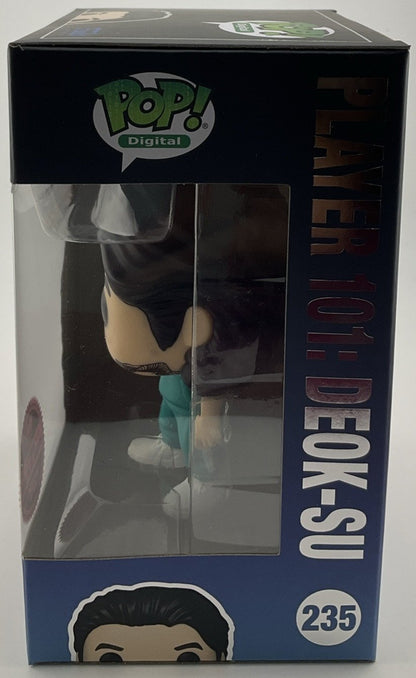 POP!
Digital
PLAYER 101: DEOK-SU
235